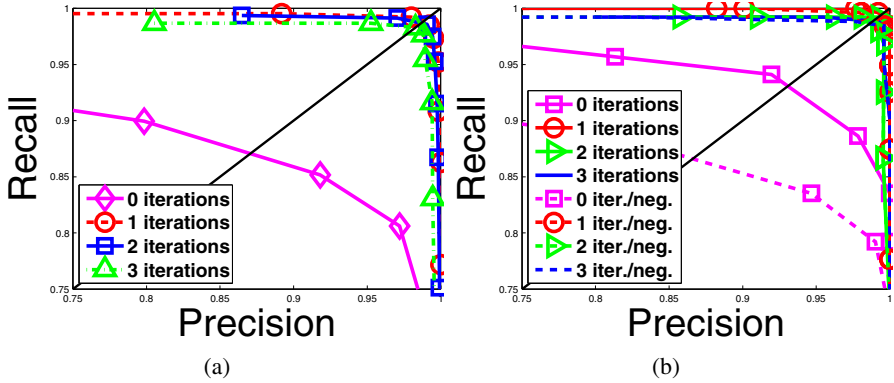 1
0.95
0.9
0.85
0.8
0.75
0.75
0.8
0.85
0.9
0.95
1
Recall
Precision
0 iterations
1 iterations
2 iterations
3 iterations
(a)
1
0.95
0.9
0.85
0.8
0.75
0.75
0.8
0.85
0.9
0.95
1
Recall
Precision
0 iterations
1 iterations
2 iterations
3 iterations
0 iter./neg.
1 iter./neg.
2 iter./neg.
3 iter./neg.
(b)